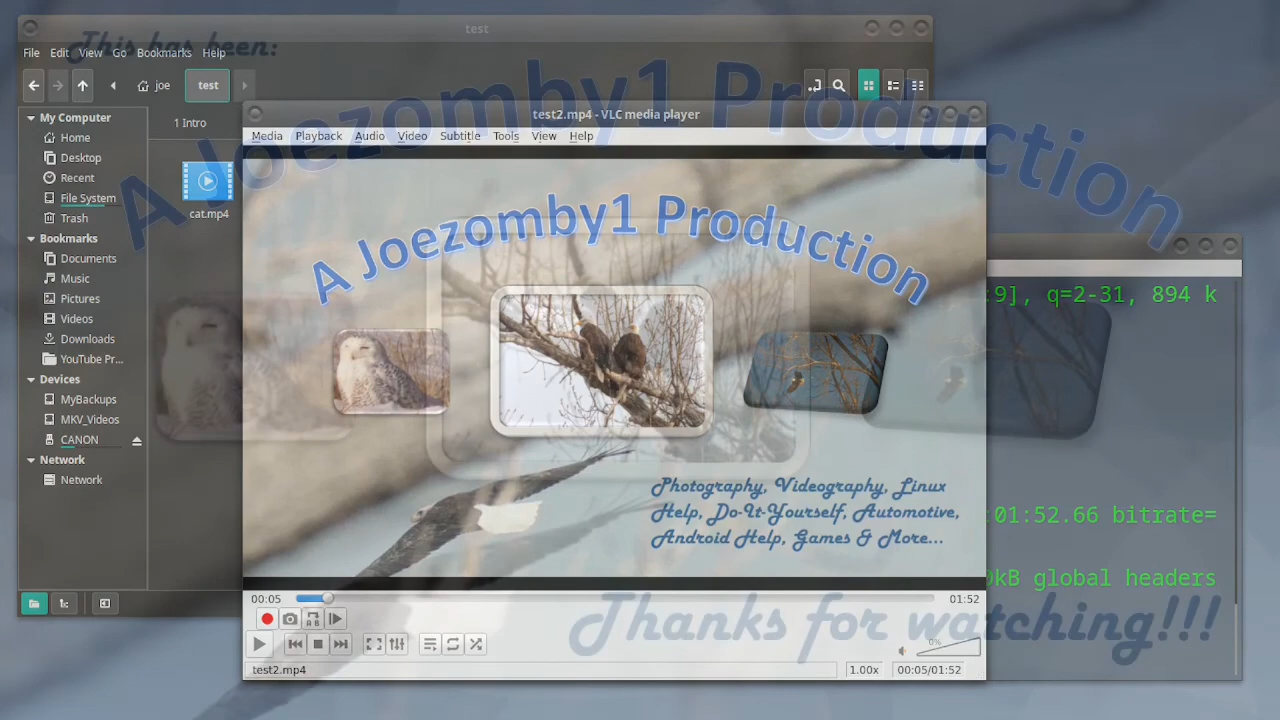 test
This has been:
File Edit View Go Bookmarks Help
joe
test
A Joezomby1 Production
My Computer
Home
Desktop
Recent
File System
Trash
Bookmarks
Documents
Music
Pictures
Videos
Downloads
YouTube Pr...
Devices
MyBackups
MKV_Videos
CANON
Network
Network
1 Intro
cat.mp4
test2.mp4 - VLC media player
Media Playback Audio Video Subtitle Tools View Help
A Joezomby1 Production
Photography, Videography, Linux
Help, Do-It-Yourself, Automotive,
Android Help, Games & More...
00:05
01:52
0%
test2.mp4
1.00x
00:05/01:52
:9], q=2-31, 894 k
:01:52.66 bitrate=
0kB global headers
Thanks for watching!!!